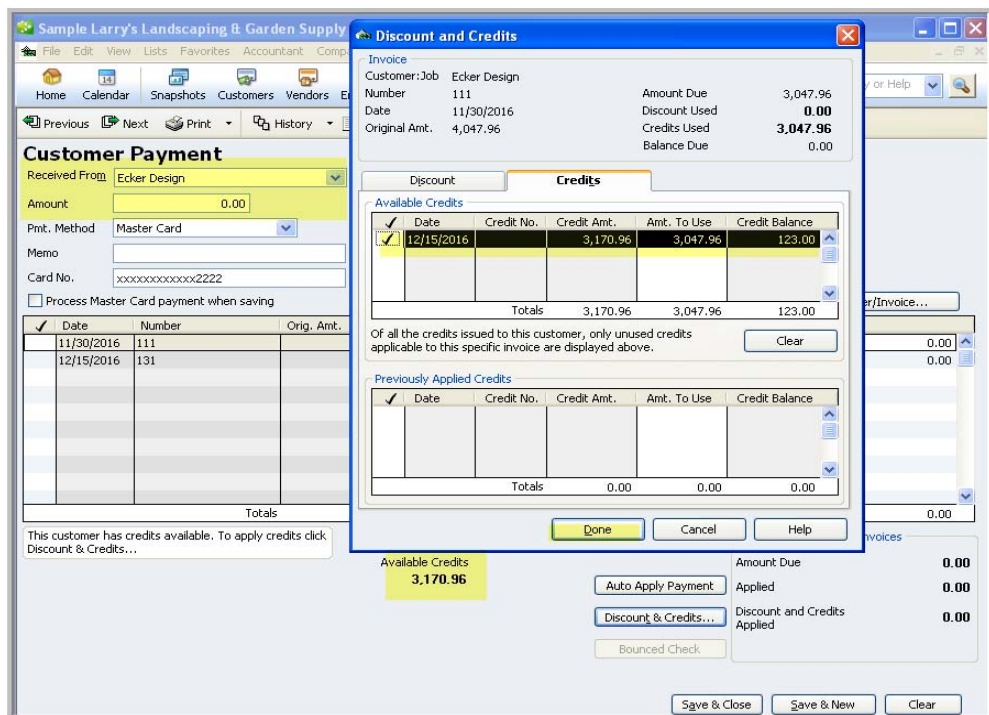 Sample Larry's Landscaping & Garden Supply
File Edit View Lists Favorites Accountant Comp
Home Calendar Snapshots Customers Vendors
or Help
Previous Next Print History
Customer Payment
Received From Ecker Design
Amount 0.00
Pmt. Method Master Card
Memo
Card No. xxxxxxxxxxxx2222
Process Master Card payment when saving
er/Invoice...
Date Number Orig. Amt.
11/30/2016 111 0.00
12/15/2016 131 0.00
Totals 0.00
This customer has credits available. To apply credits click
Discount & Credits...
Available Credits
3,170.96
Auto Apply Payment
Discount & Credits...
Bounced Check
nvoices
Amount Due 0.00
Applied 0.00
Discount and Credits
Applied 0.00
Save & Close Save & New Clear
Discount and Credits
Invoice
Customer:Job Ecker Design
Number 111 Amount Due 3,047.96
Date 11/30/2016 Discount Used 0.00
Original Amt. 4,047.96 Credits Used 3,047.96
Balance Due 0.00
Discount Credits
Available Credits
✓ Date Credit No. Credit Amt. Amt. To Use Credit Balance
✓ 12/15/2016 3,170.96 3,047.96 123.00
Totals 3,170.96 3,047.96 123.00
Of all the credits issued to this customer, only unused credits
applicable to this specific invoice are displayed above.
Clear
Previously Applied Credits
✓ Date Credit No. Credit Amt. Amt. To Use Credit Balance
Totals 0.00 0.00 0.00
Done Cancel Help